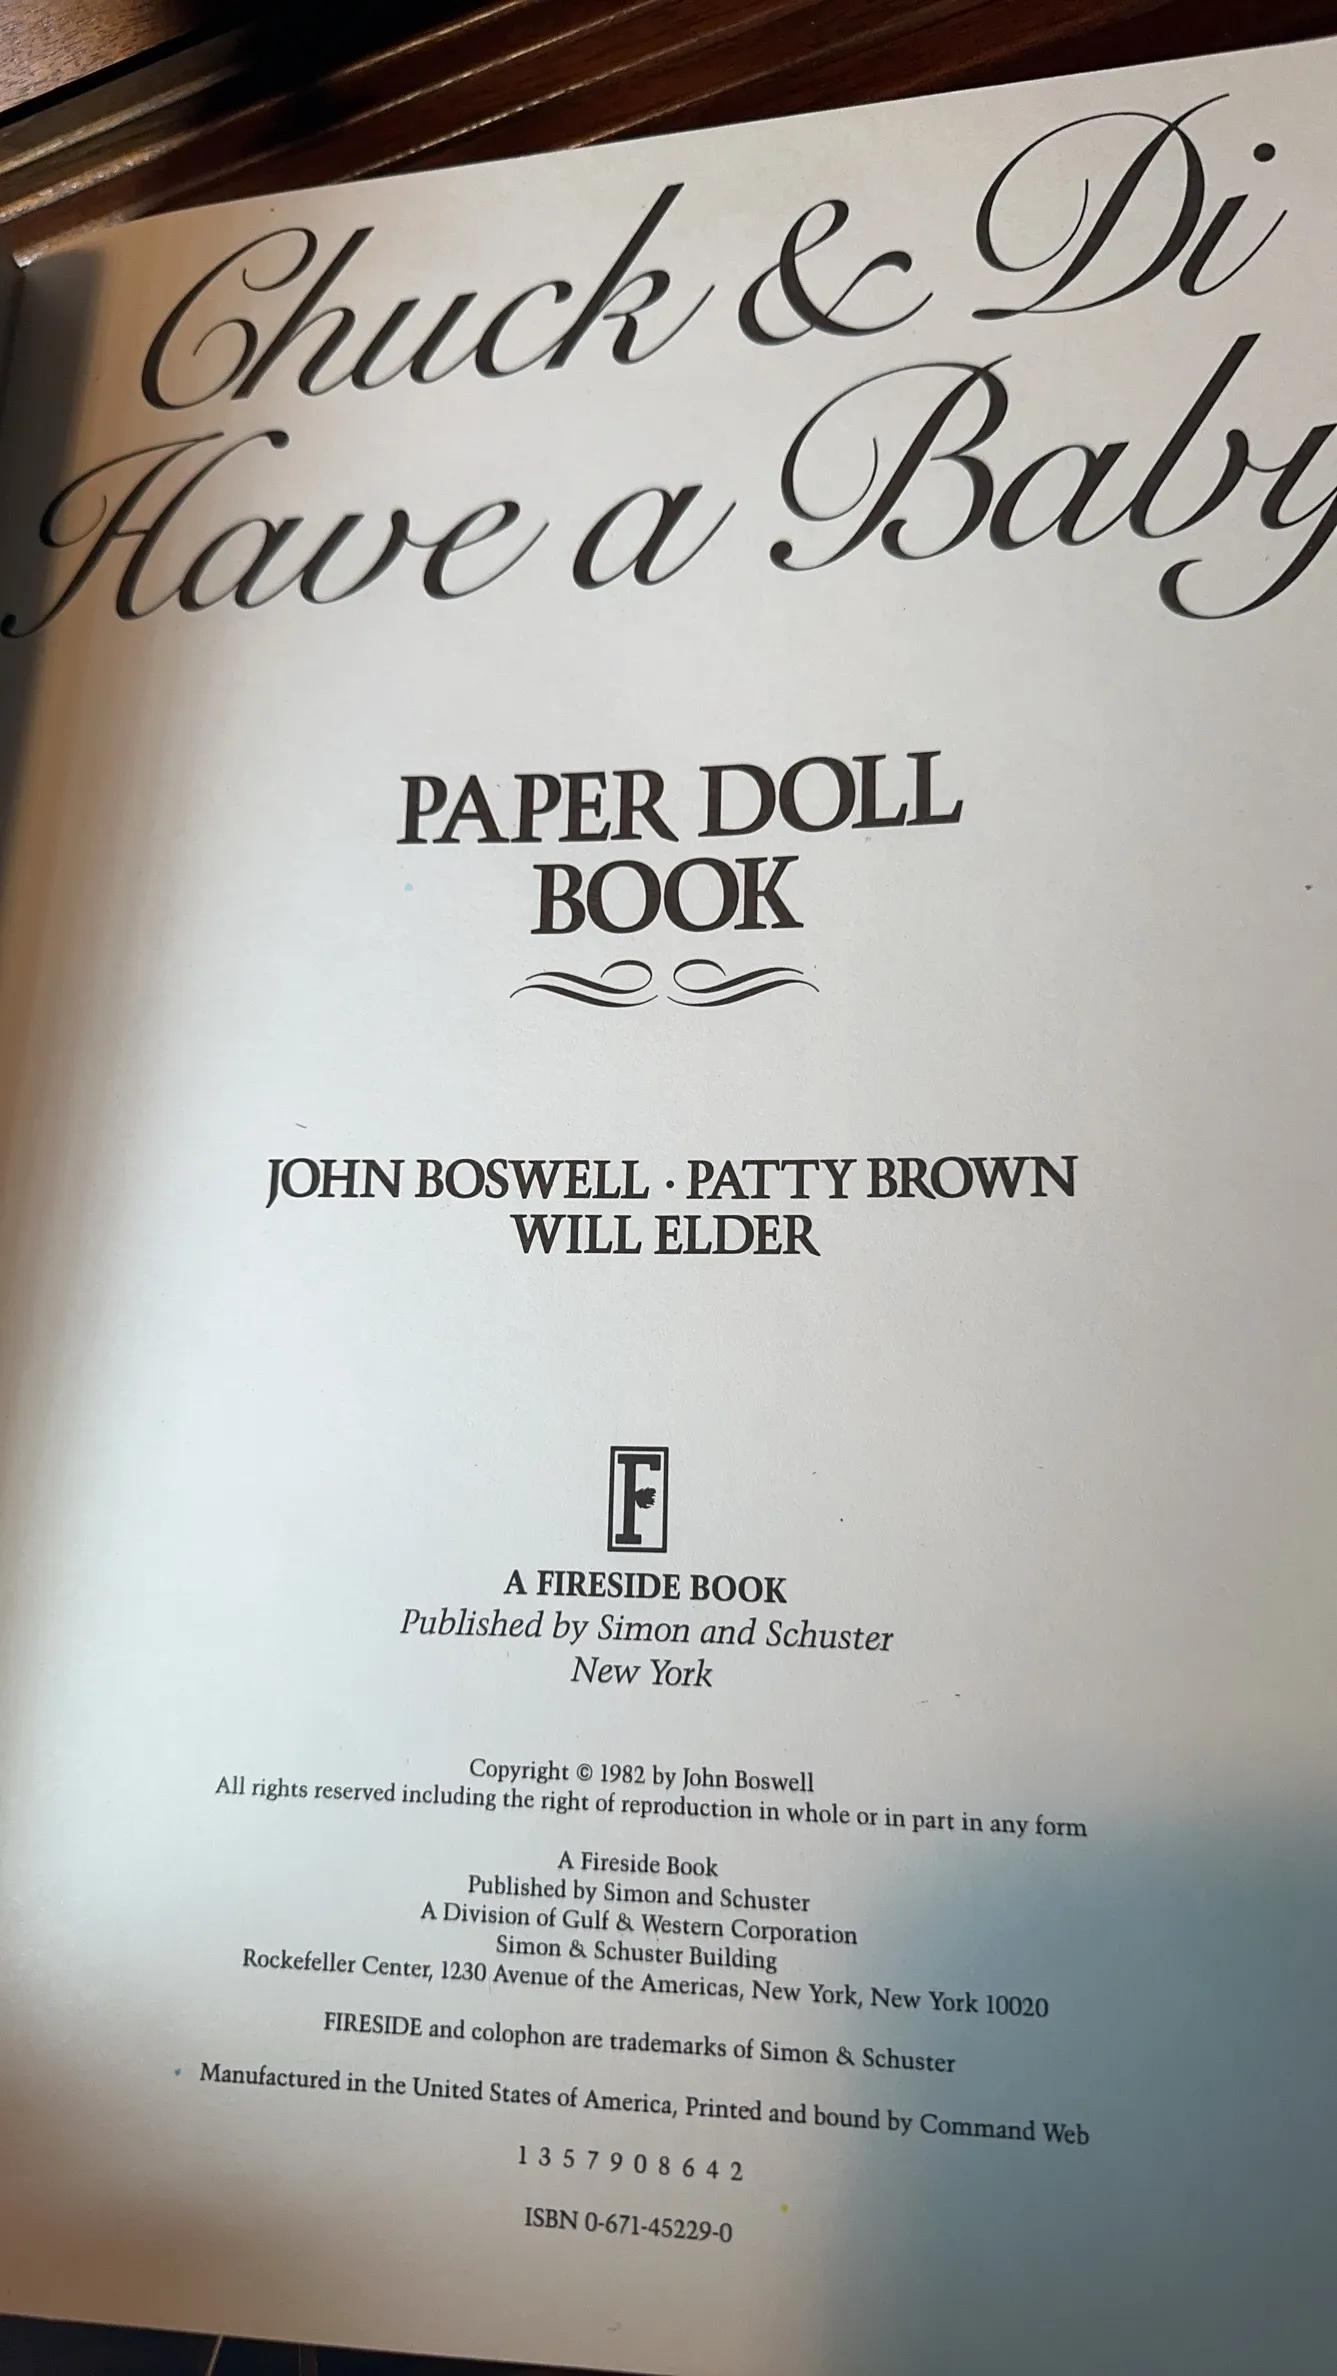 Chuck & Di
Have a Baby
PAPER DOLL
BOOK
JOHN BOSWELL · PATTY BROWN
WILL ELDER
F
A FIRESIDE BOOK
Published by Simon and Schuster
New York
Copyright © 1982 by John Boswell
All rights reserved including the right of reproduction in whole or in part in any form
A Fireside Book
Published by Simon and Schuster
A Division of Gulf & Western Corporation
Simon & Schuster Building
Rockefeller Center, 1230 Avenue of the Americas, New York, New York 10020
FIRESIDE and colophon are trademarks of Simon & Schuster
Manufactured in the United States of America, Printed and bound by Command Web
1 3 5 7 9 0 8 6 4 2
ISBN 0-671-45229-0